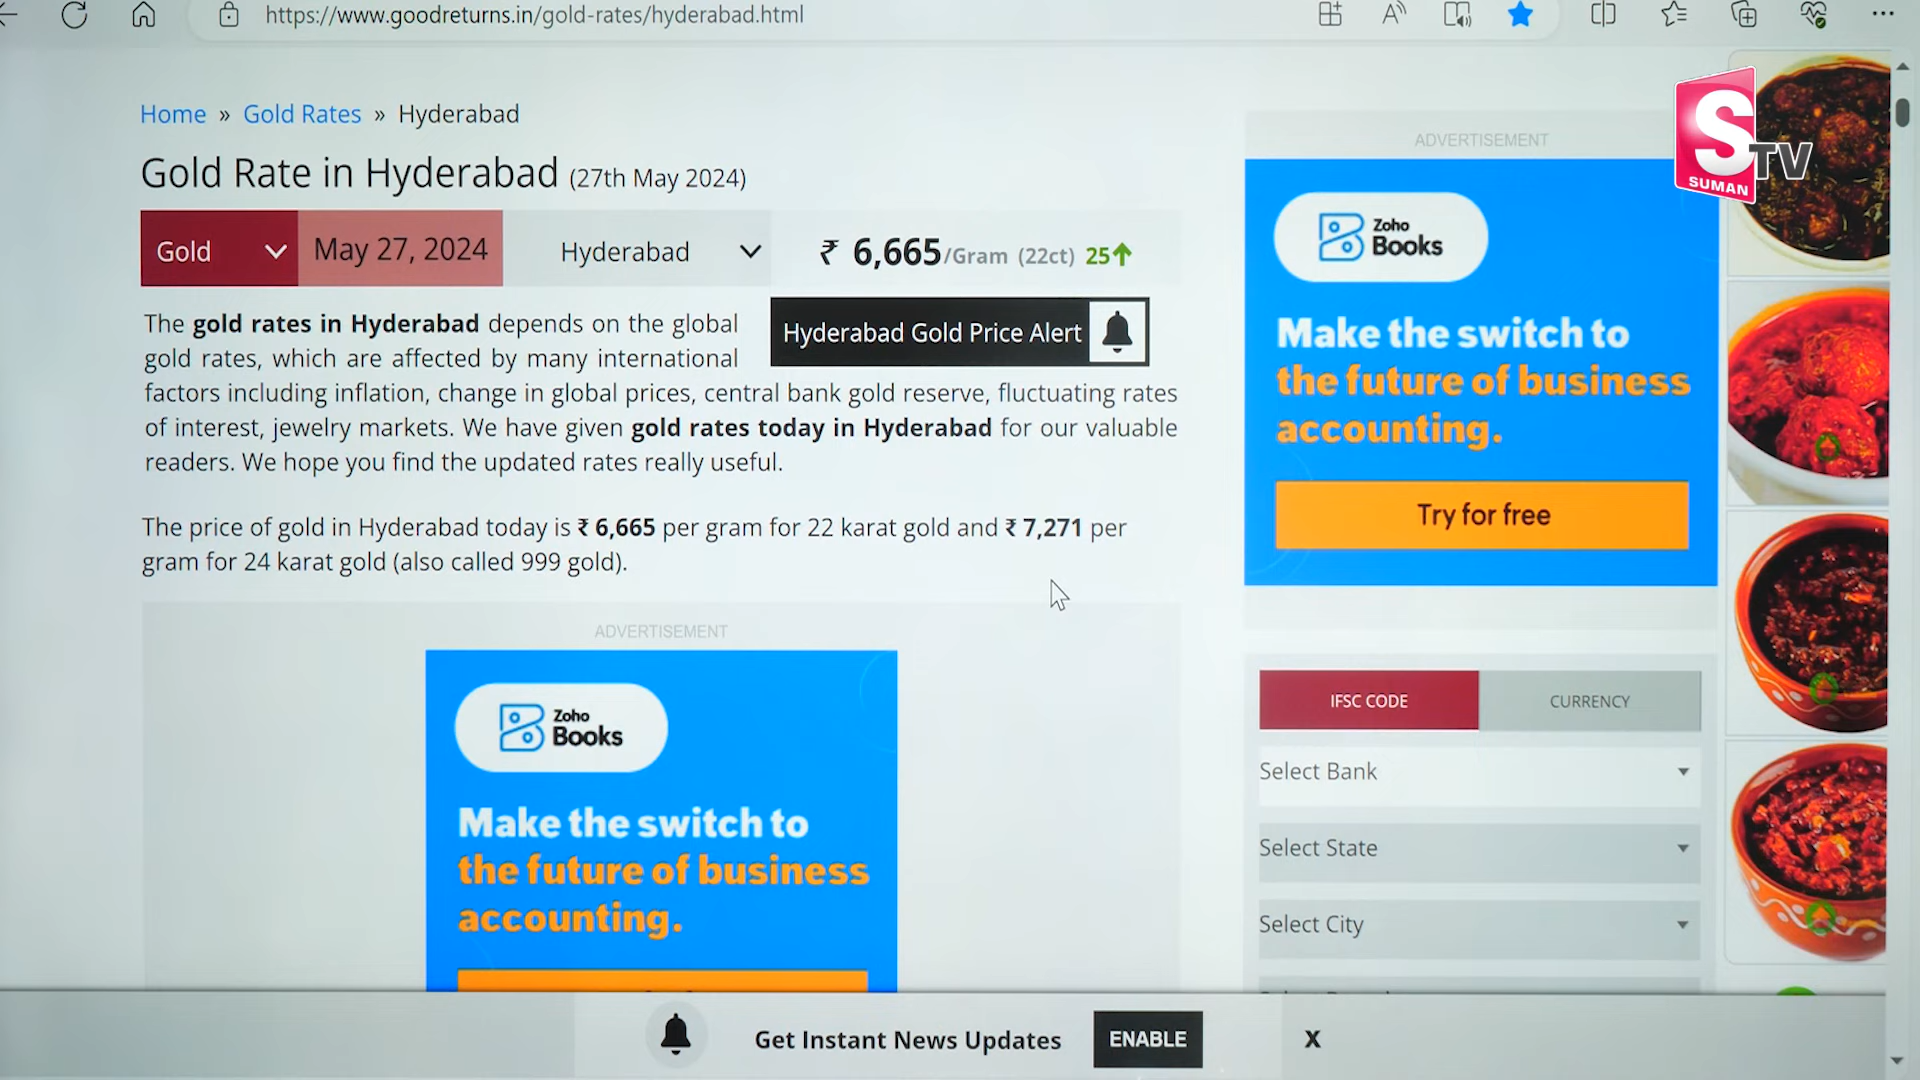 https://www.goodreturns.in/gold-rates/hyderabad.html
Home » Gold Rates » Hyderabad
Gold Rate in Hyderabad (27th May 2024)
Gold
May 27, 2024
Hyderabad
₹ 6,665/Gram (22ct) 25
The gold rates in Hyderabad depends on the global
gold rates, which are affected by many international
factors including inflation, change in global prices, central bank gold reserve, fluctuating rates
of interest, jewelry markets. We have given gold rates today in Hyderabad for our valuable
readers. We hope you find the updated rates really useful.
Hyderabad Gold Price Alert
The price of gold in Hyderabad today is ₹ 6,665 per gram for 22 karat gold and ₹ 7,271 per
gram for 24 karat gold (also called 999 gold).
ADVERTISEMENT
Zoho
Books
Make the switch to
the future of business
accounting.
ADVERTISEMENT
Zoho
Books
Make the switch to
the future of business
accounting.
Try for free
S
TV
SUMAN
IFSC CODE
CURRENCY
Select Bank
Select State
Select City
Get Instant News Updates
ENABLE
X